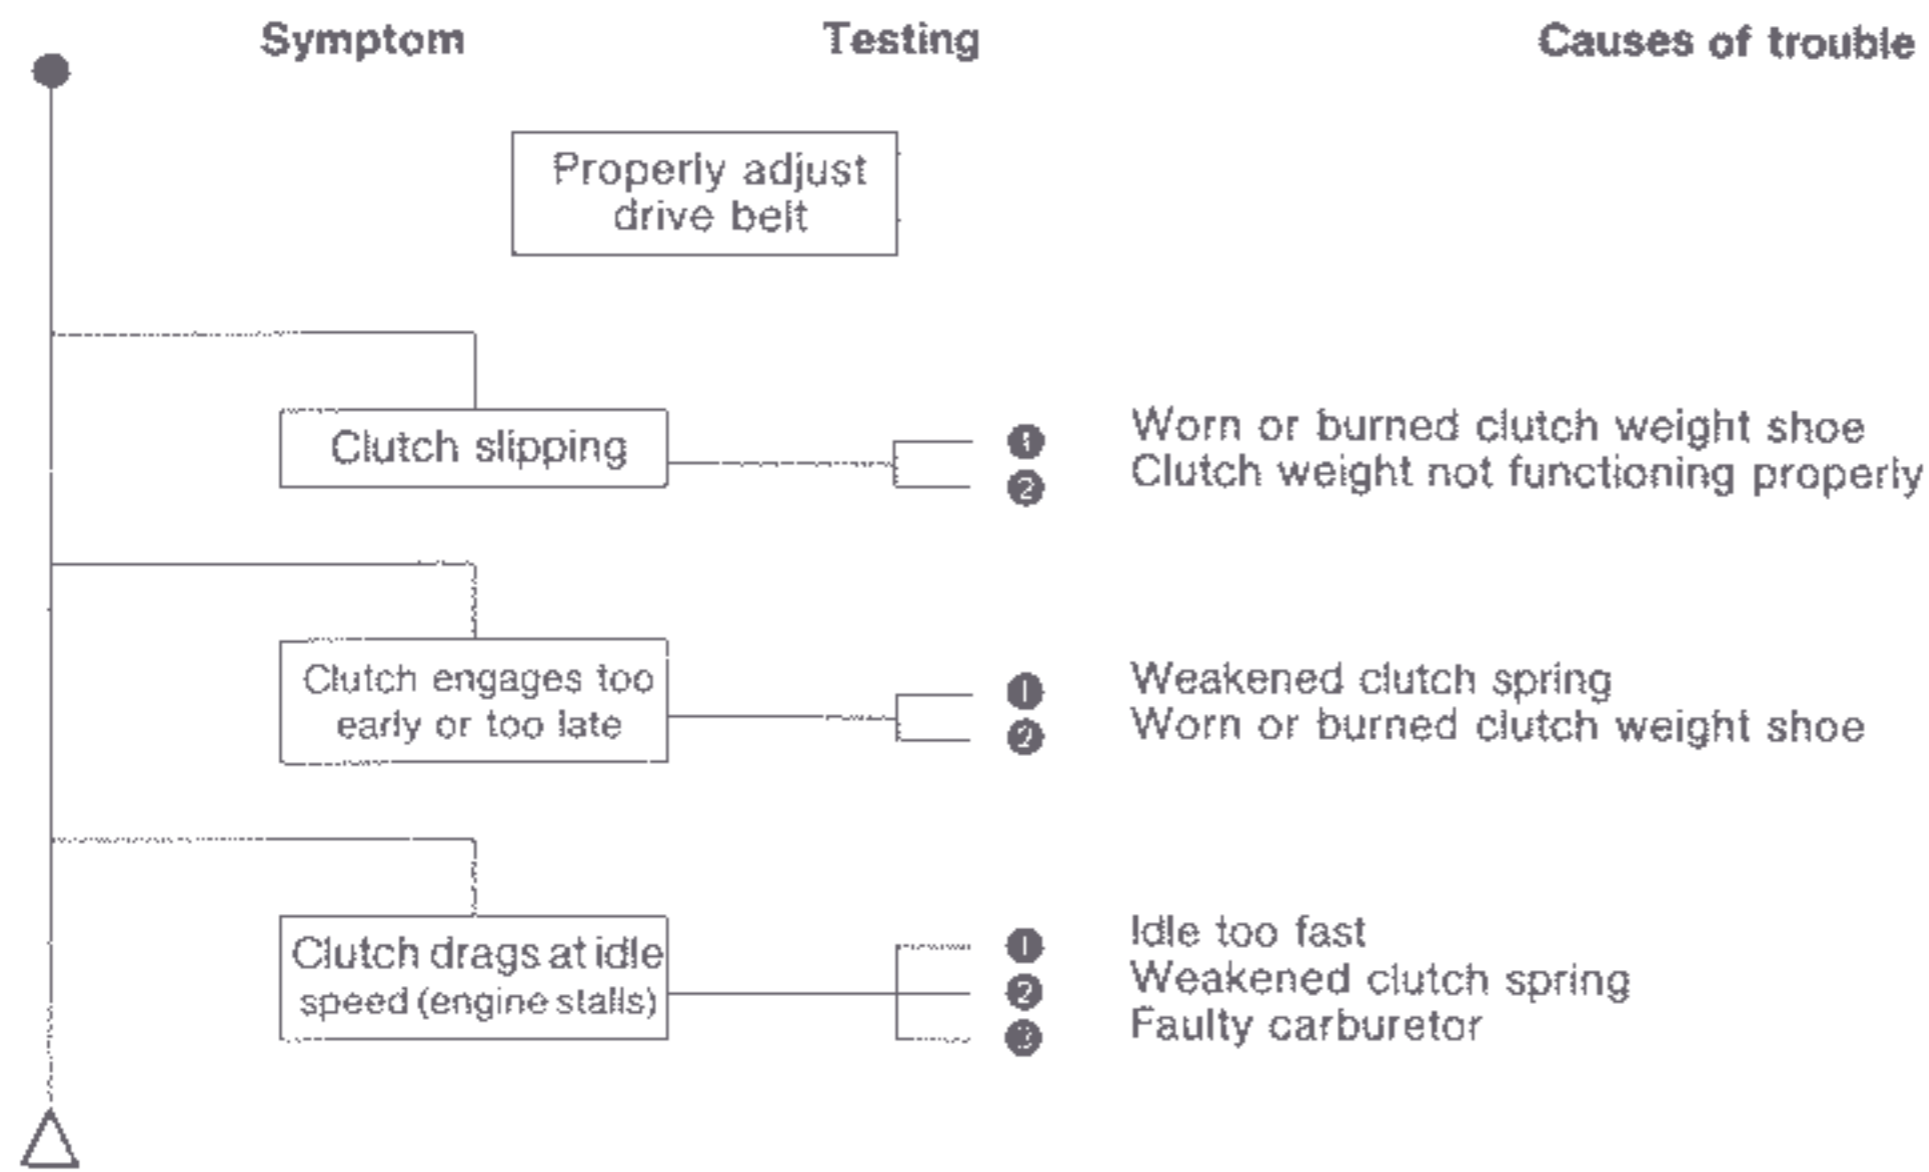 Symptom Testing Causes of trouble
Properly adjust
drive belt
Clutch slipping
1 Worn or burned clutch weight shoe
2 Clutch weight not functioning properly
Clutch engages too
early or too late
1 Weakened clutch spring
2 Worn or burned clutch weight shoe
Clutch drags at idle
speed (engine stalls)
1 Idle too fast
2 Weakened clutch spring
3 Faulty carburetor